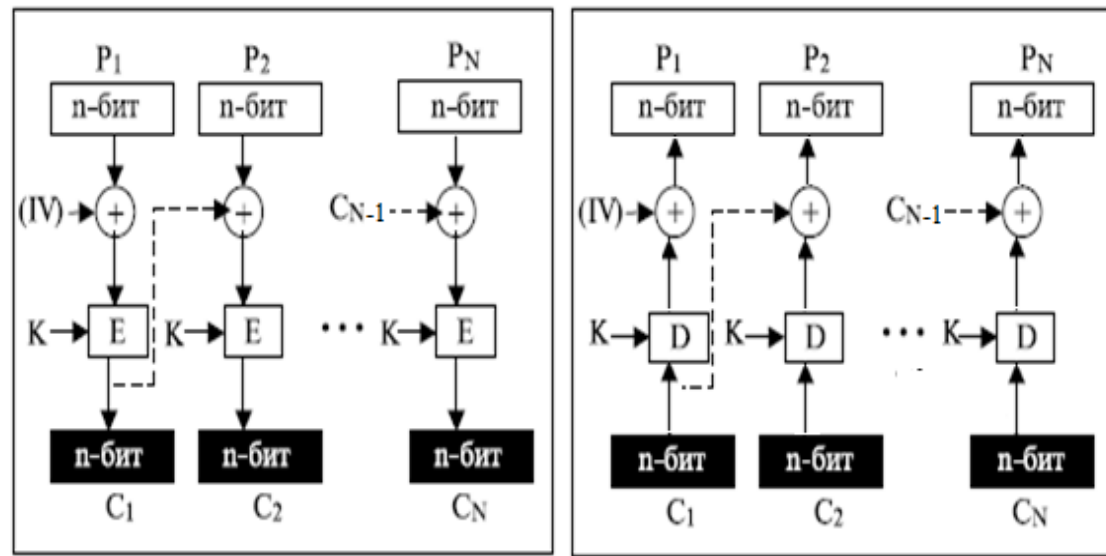 P1 P2 PN
n-бит n-бит n-бит
(IV) + + CN-1 +
K E K E ... K E
n-бит n-бит n-бит
C1 C2 CN
P1 P2 PN
n-бит n-бит n-бит
(IV) + + CN-1 +
K D K D ... K D
n-бит n-бит n-бит
C1 C2 CN